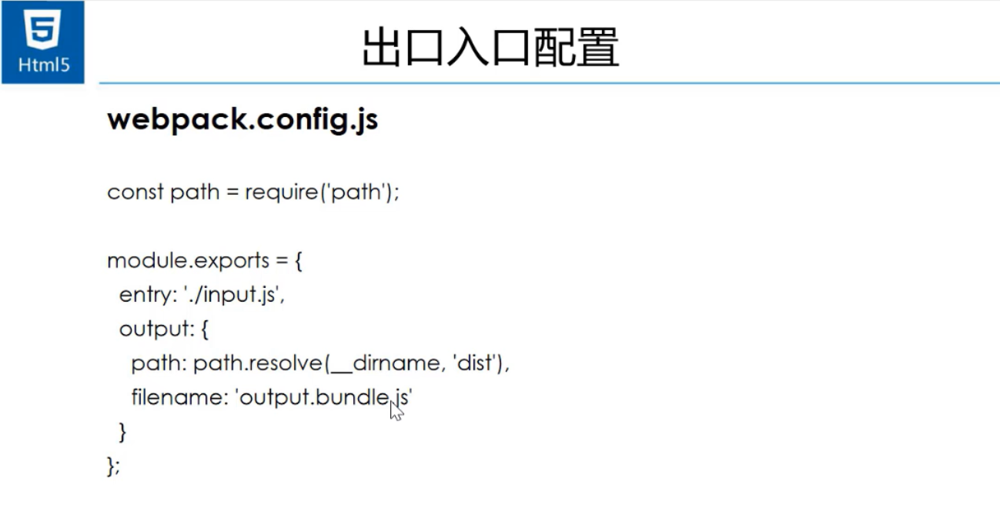 Html5
出口入口配置
webpack.config.js
const path = require('path');
module.exports = {
  entry: './input.js',
  output: {
    path: path.resolve(__dirname, 'dist'),
    filename: 'output.bundle.js'
  }
};